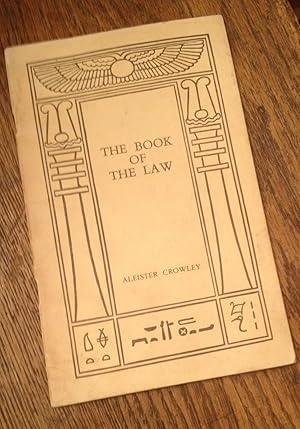 THE BOOK
OF
THE LAW
ALEISTER CROWLEY